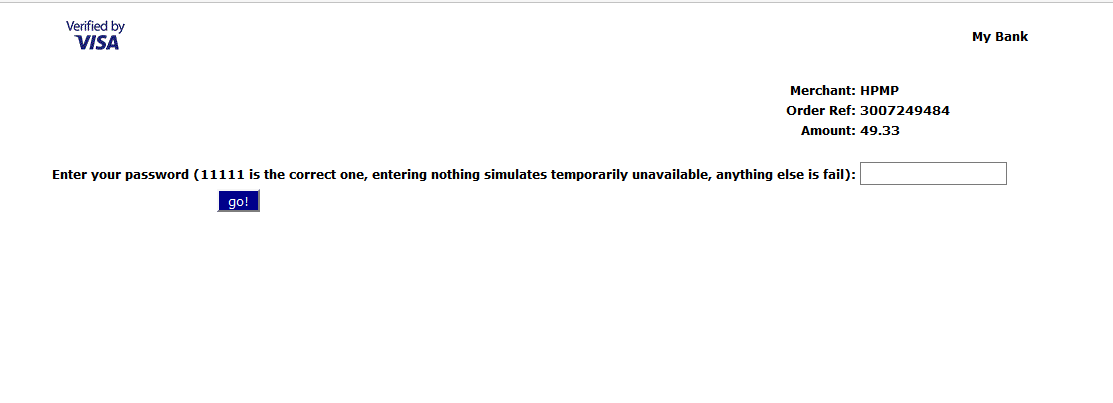 Verified by
VISA
My Bank
Merchant: HPMP
Order Ref: 3007249484
Amount: 49.33
Enter your password (11111 is the correct one, entering nothing simulates temporarily unavailable, anything else is fail):
go!